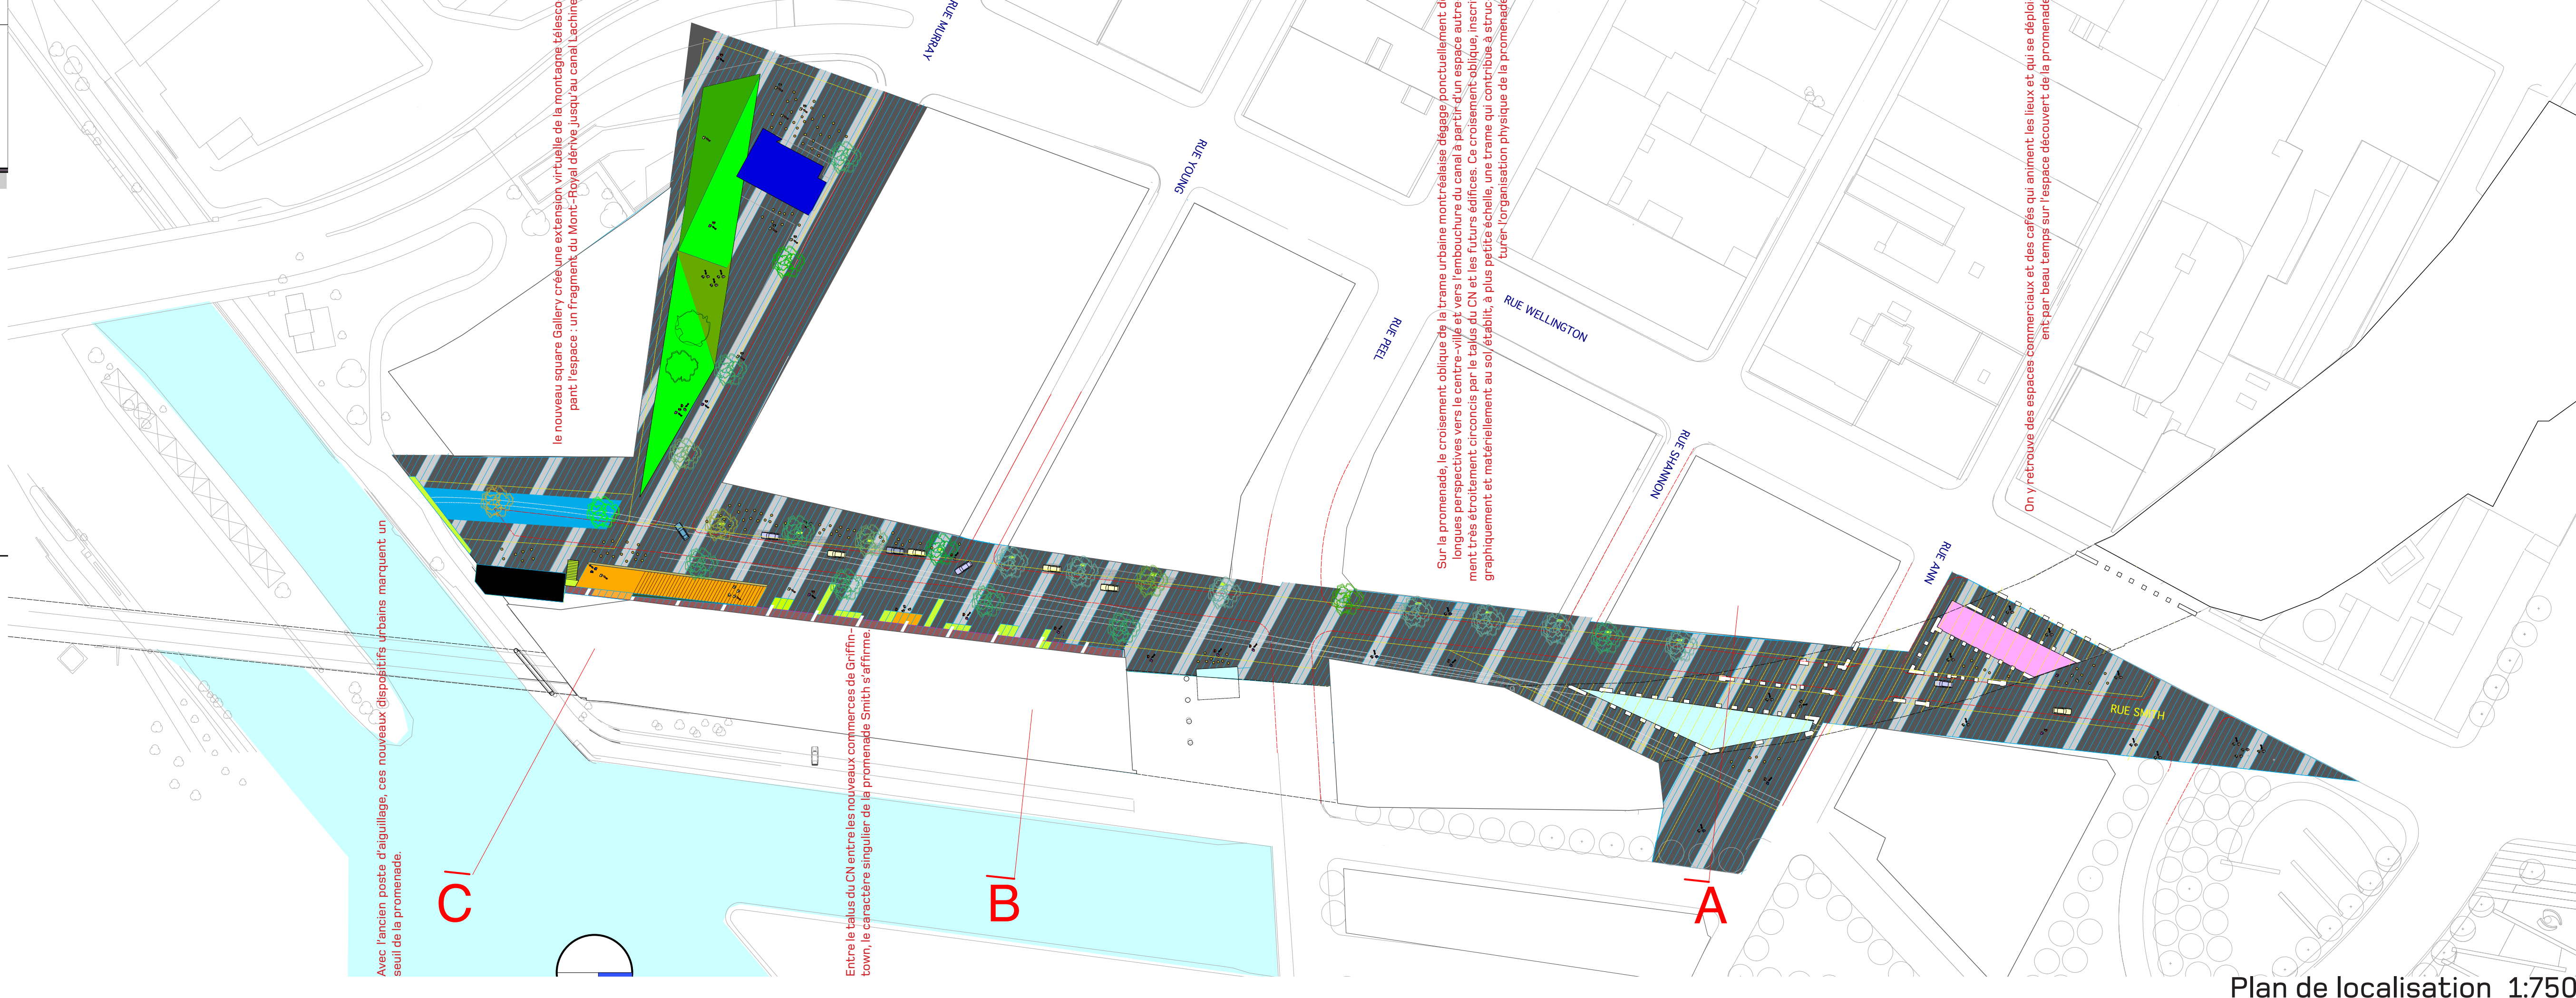 le nouveau square Gallery crée une extension virtuelle de la montagne télesco-
pant l'espace : un fragment du Mont-Royal dérive jusqu'au canal Lachine
RUE MURRAY
RUE YOUNG
RUE PEEL
RUE WELLINGTON
RUE SHANNON
RUE ANN
RUE SMITH
Sur la promenade, le croisement oblique de la trame urbaine montréalaise dégage ponctuellement de
longues perspectives vers le centre-ville et vers l'embouchure du canal à partir d'un espace autre-
ment très étroitement circoncis par le talus du CN et les futurs édifices. Ce croisement oblique, inscrit
graphiquement et matériellement au sol, établit, à plus petite échelle, une trame qui contribue à struc-
turer l'organisation physique de la promenade
On y retrouve des espaces commerciaux et des cafés qui animent les lieux et qui se déploi-
ent par beau temps sur l'espace découvert de la promenade
Avec l'ancien poste d'aiguillage, ces nouveaux dispositifs urbains marquent un
seuil de la promenade.
Entre le talus du CN entre les nouveaux commerces de Griffin-
town, le caractère singulier de la promenade Smith s'affirme.
C
B
A
Plan de localisation 1:750